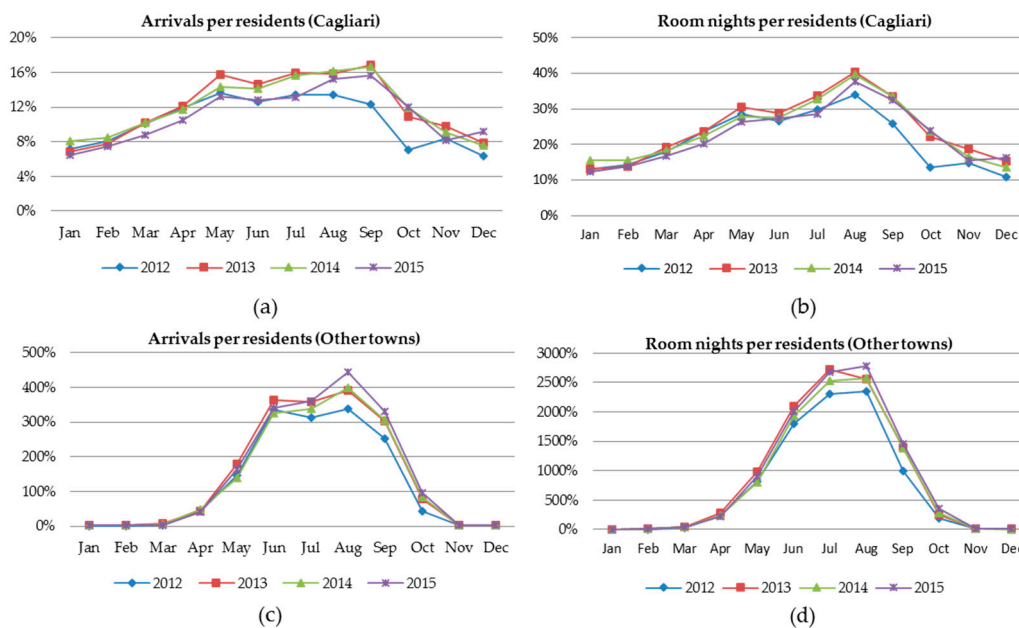 Arrivals per residents (Cagliari)
20%
16%
12%
8%
4%
0%
Jan Feb Mar Apr May Jun Jul Aug Sep Oct Nov Dec
2012 2013 2014 2015
(a)
Room nights per residents (Cagliari)
50%
40%
30%
20%
10%
0%
Jan Feb Mar Apr May Jun Jul Aug Sep Oct Nov Dec
2012 2013 2014 2015
(b)
Arrivals per residents (Other towns)
500%
400%
300%
200%
100%
0%
Jan Feb Mar Apr May Jun Jul Aug Sep Oct Nov Dec
2012 2013 2014 2015
(c)
Room nights per residents (Other towns)
3000%
2500%
2000%
1500%
1000%
500%
0%
Jan Feb Mar Apr May Jun Jul Aug Sep Oct Nov Dec
2012 2013 2014 2015
(d)